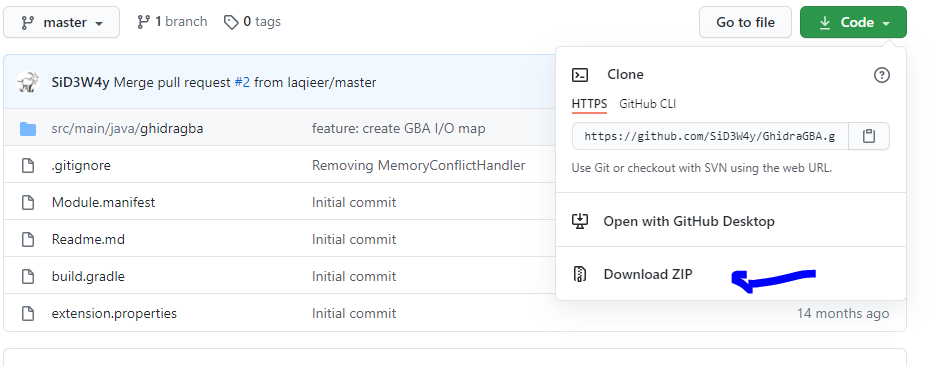 master 1 branch 0 tags Go to file Code
Clone
SiD3W4y Merge pull request #2 from laqieer/master
HTTPS GitHub CLI
src/main/java/ghidragba feature: create GBA I/O map
https://github.com/SiD3W4y/GhidraGBA.g
.gitignore Removing MemoryConflictHandler
Use Git or checkout with SVN using the web URL.
Module.manifest Initial commit
Open with GitHub Desktop
Readme.md Initial commit
build.gradle Initial commit
Download ZIP
extension.properties Initial commit 14 months ago